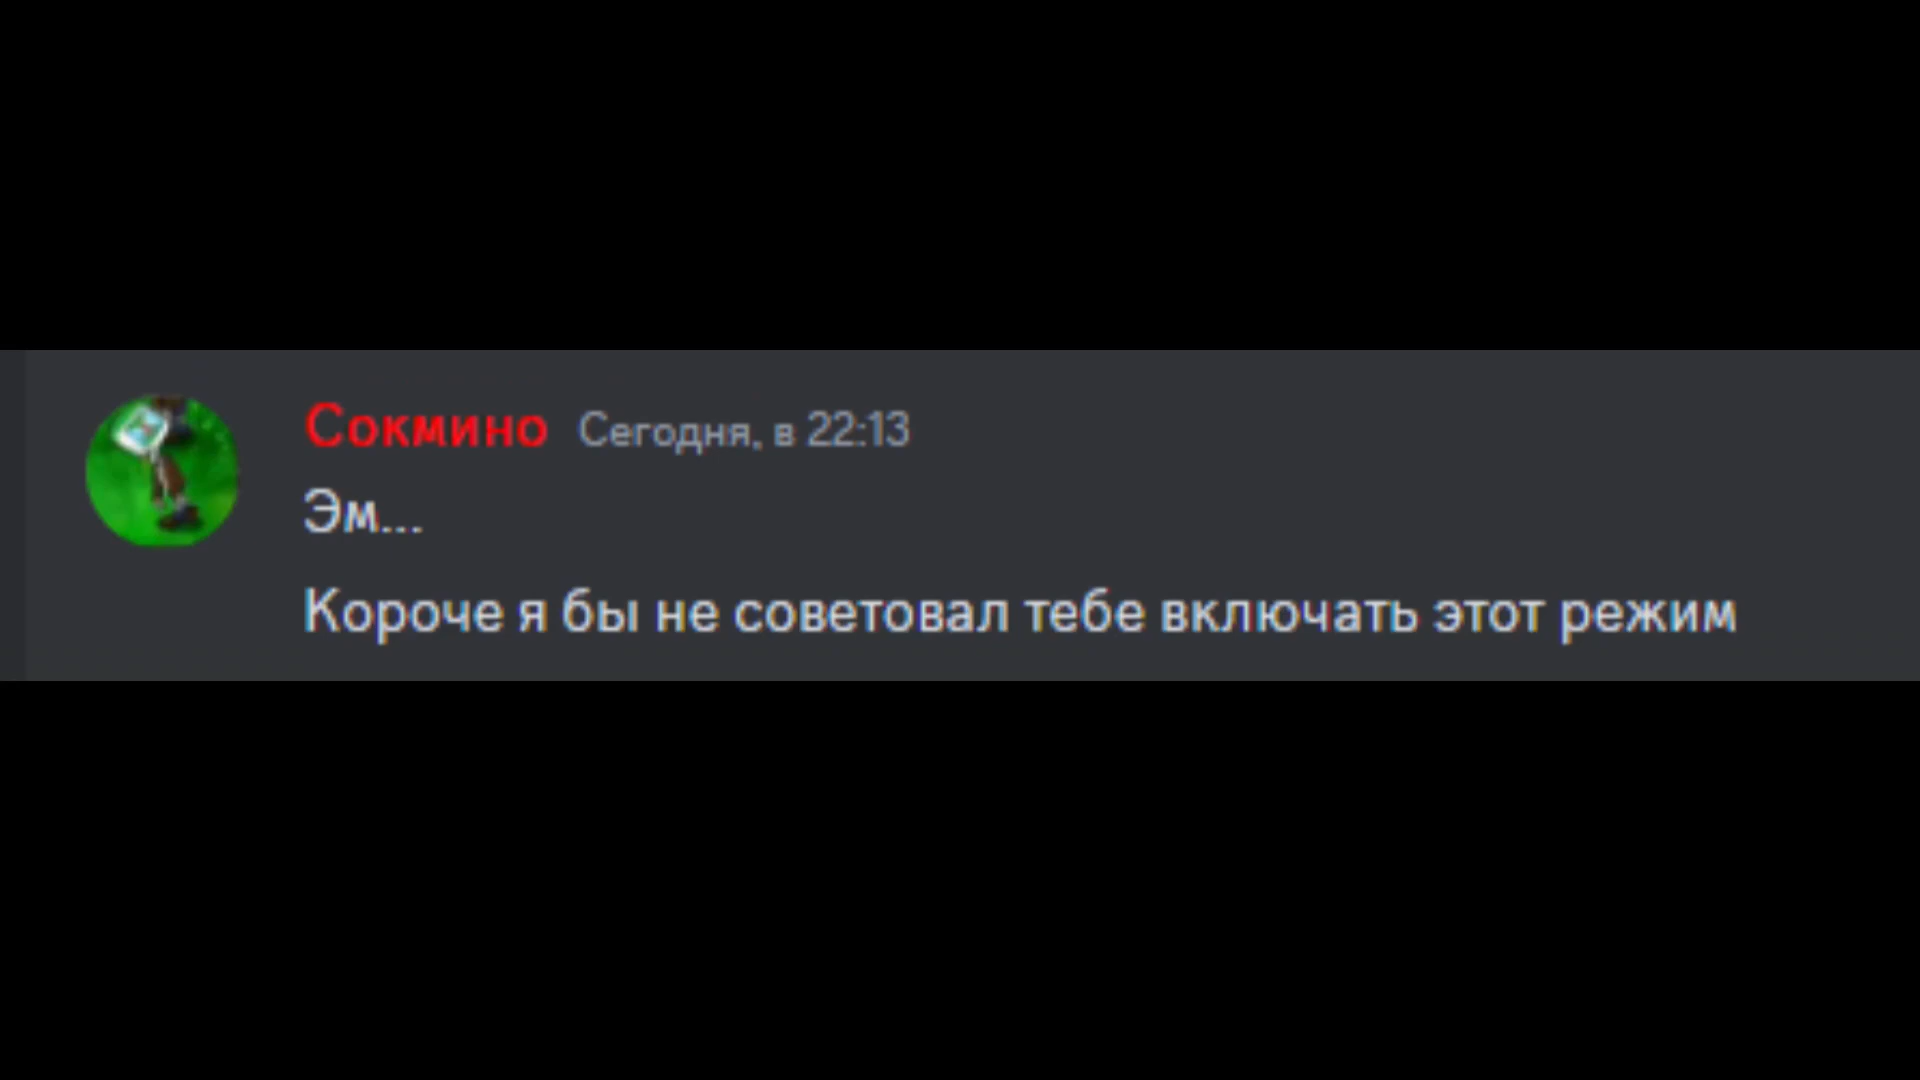 Сокмино Сегодня, в 22:13
Эм...
Короче я бы не советовал тебе включать этот режим